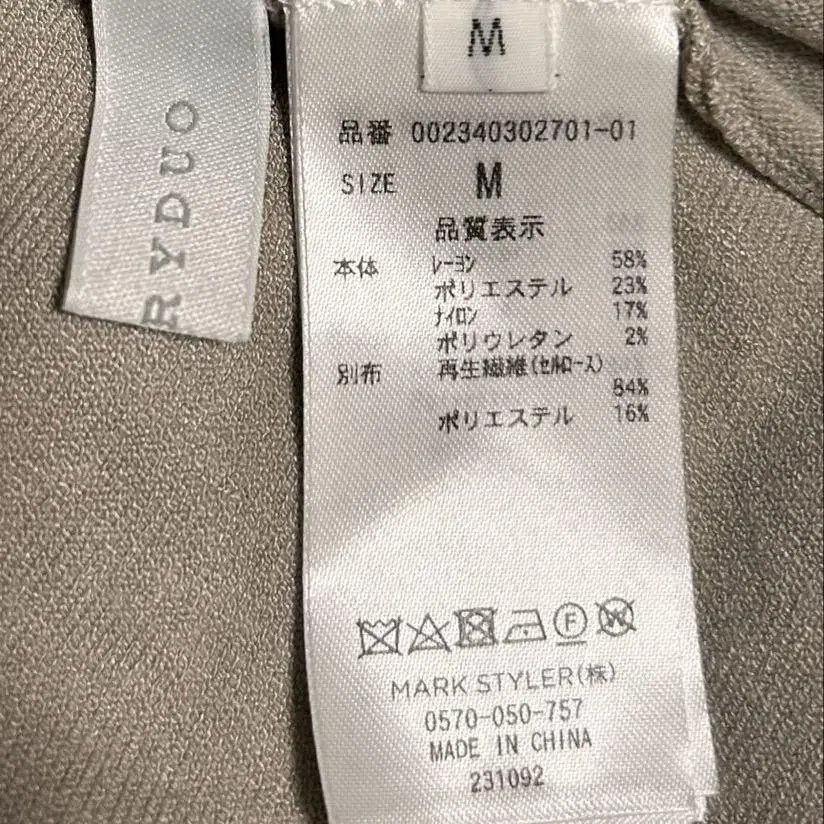 RYDUO
M
品番 002340302701-01
SIZE M
品質表示
本体 レーヨン 58%
ポリエステル 23%
ナイロン 17%
ポリウレタン 2%
別布 再生繊維(セルロース)
84%
ポリエステル 16%
F
W
MARK STYLER(株)
0570-050-757
MADE IN CHINA
231092